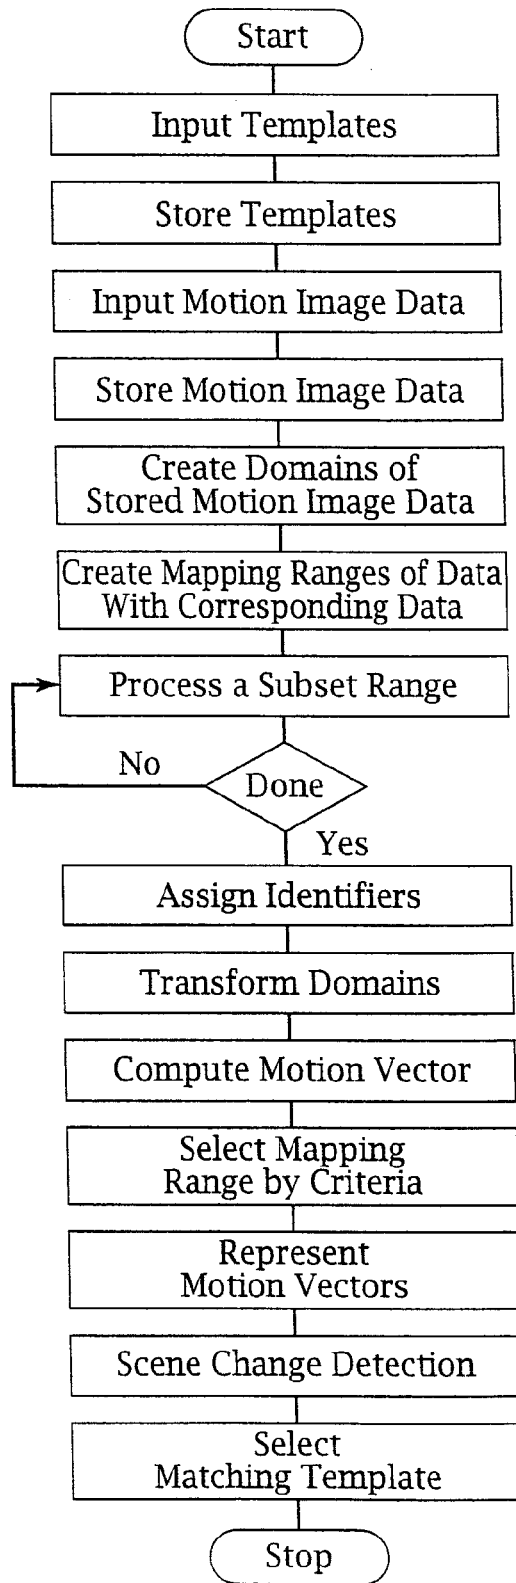 Start
Input Templates
Store Templates
Input Motion Image Data
Store Motion Image Data
Create Domains of
Stored Motion Image Data
Create Mapping Ranges of Data
With Corresponding Data
Process a Subset Range
No
Done
Yes
Assign Identifiers
Transform Domains
Compute Motion Vector
Select Mapping
Range by Criteria
Represent
Motion Vectors
Scene Change Detection
Select
Matching Template
Stop